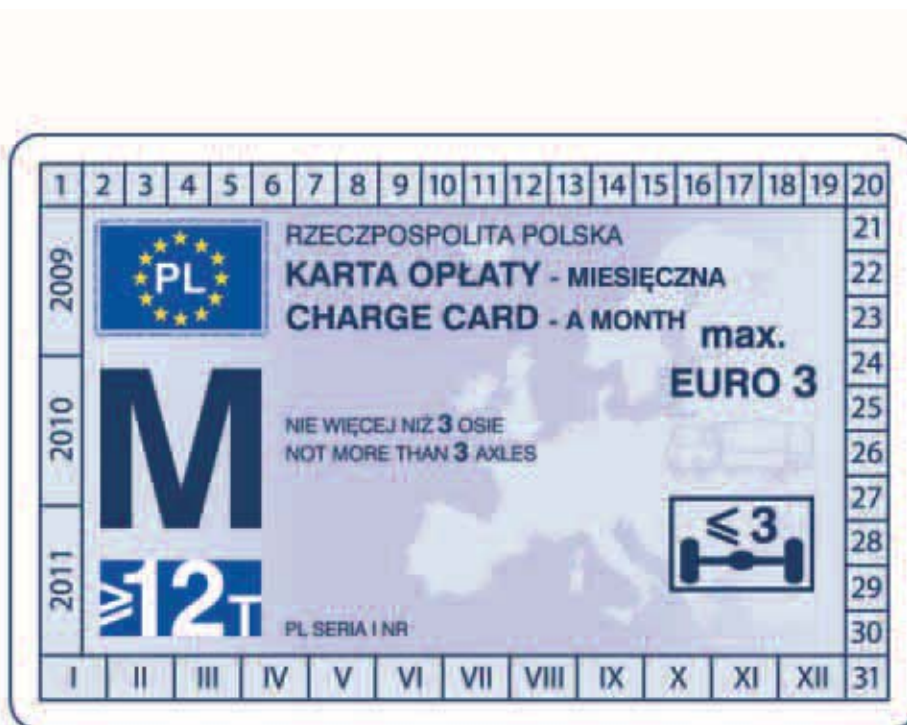 1 2 3 4 5 6 7 8 9 10 11 12 13 14 15 16 17 18 19 20
21
22
23
24
25
26
27
28
29
30
31
2009
2010
2011
PL
RZECZPOSPOLITA POLSKA
KARTA OPŁATY - MIESIĘCZNA
CHARGE CARD - A MONTH
max.
EURO 3
M
NIE WIĘCEJ NIŻ 3 OSIE
NOT MORE THAN 3 AXLES
⩽ 3
⩾12T
PL SERIA I NR
I II III IV V VI VII VIII IX X XI XII